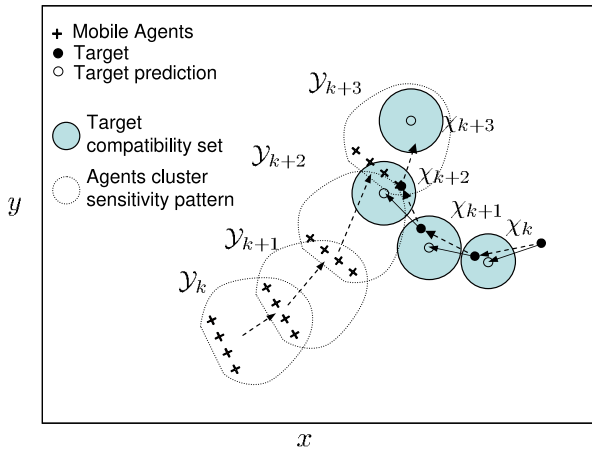 Mobile Agents
Target
Target prediction
Target
compatibility set
Agents cluster
sensitivity pattern
𝒴ₖ₊₃
χₖ₊₃
𝒴ₖ₊₂
χₖ₊₂
χₖ₊₁
χₖ
𝒴ₖ₊₁
𝒴ₖ
y
x